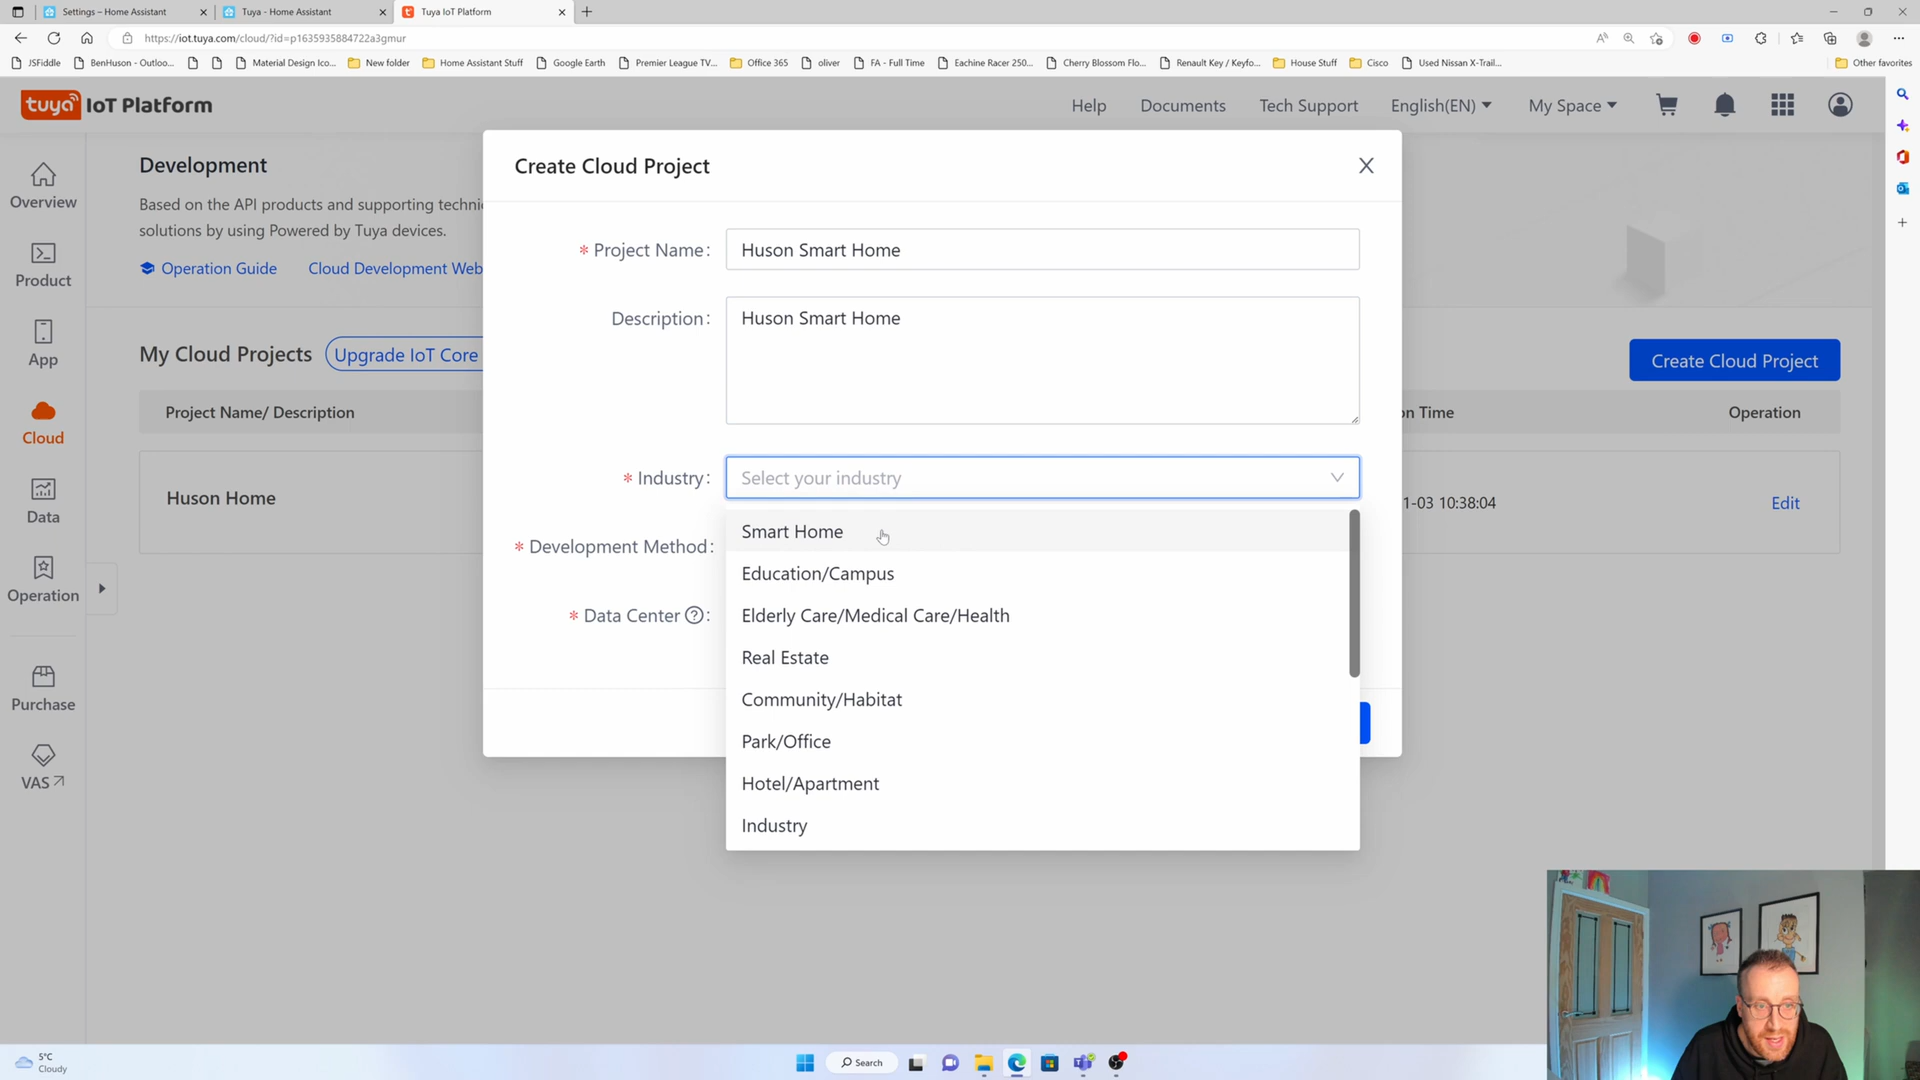 Settings – Home Assistant
Tuya - Home Assistant
Tuya IoT Platform
https://iot.tuya.com/cloud/?id=p1635935884722a3gmur
JSFiddle
BenHuson - Outloo...
Material Design Ico...
New folder
Home Assistant Stuff
Google Earth
Premier League TV...
Office 365
oliver
FA - Full Time
Eachine Racer 250...
Cherry Blossom Flo...
Renault Key / Keyfo...
House Stuff
Cisco
Used Nissan X-Trail...
Other favorites
tuya IoT Platform
Help
Documents
Tech Support
English(EN)
My Space
Overview
Product
App
Cloud
Data
Operation
Purchase
VAS
Development
Based on the API products and supporting techni
solutions by using Powered by Tuya devices.
Operation Guide
Cloud Development Web
My Cloud Projects
Upgrade IoT Core
Create Cloud Project
Project Name/ Description
on Time
Operation
Huson Home
1-03 10:38:04
Edit
Create Cloud Project
* Project Name:
Huson Smart Home
Description:
Huson Smart Home
* Industry:
Select your industry
* Development Method:
* Data Center ?:
Smart Home
Education/Campus
Elderly Care/Medical Care/Health
Real Estate
Community/Habitat
Park/Office
Hotel/Apartment
Industry
5°C
Cloudy
Search